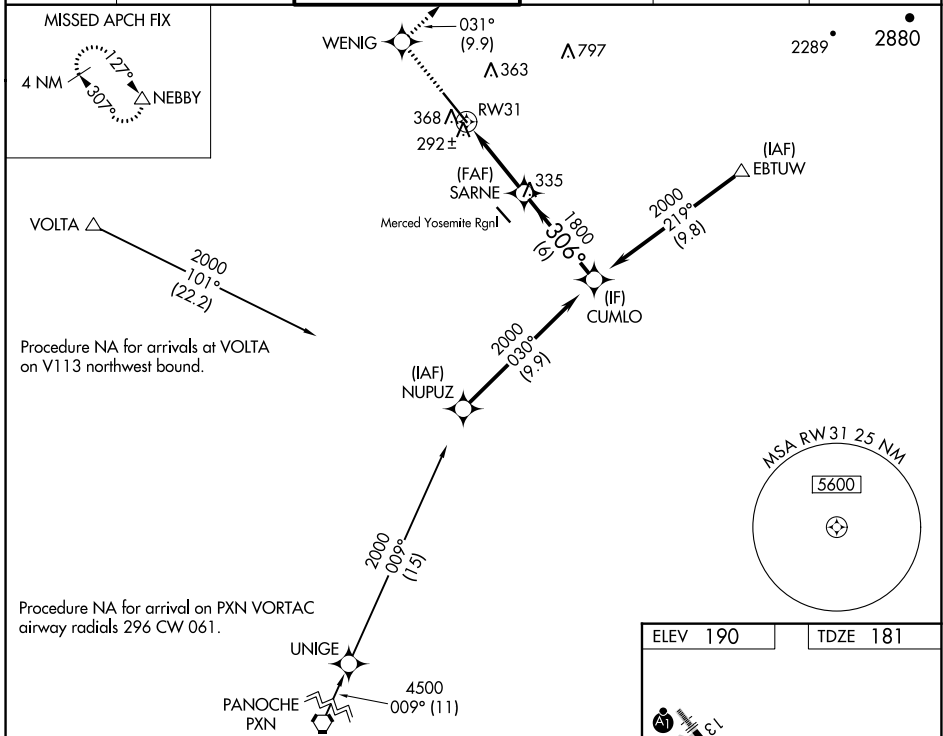 MISSED APCH FIX
4 NM
127°
307°
NEBBY
WENIG
031°
(9.9)
797
363
2289
2880
368
RW31
292±
(FAF)
SARNE
335
(IAF)
EBTUW
Merced Yosemite Rgnl
1800
306°
(6)
2000
219°
(9.8)
VOLTA
2000
101°
(22.2)
(IF)
CUMLO
Procedure NA for arrivals at VOLTA
on V113 northwest bound.
2000
030°
(9.9)
(IAF)
NUPUZ
MSA RW31 25 NM
5600
2000
009°
(15)
Procedure NA for arrival on PXN VORTAC
airway radials 296 CW 061.
UNIGE
4500
009° (11)
PANOCHE
PXN
ELEV 190
TDZE 181
A1
13